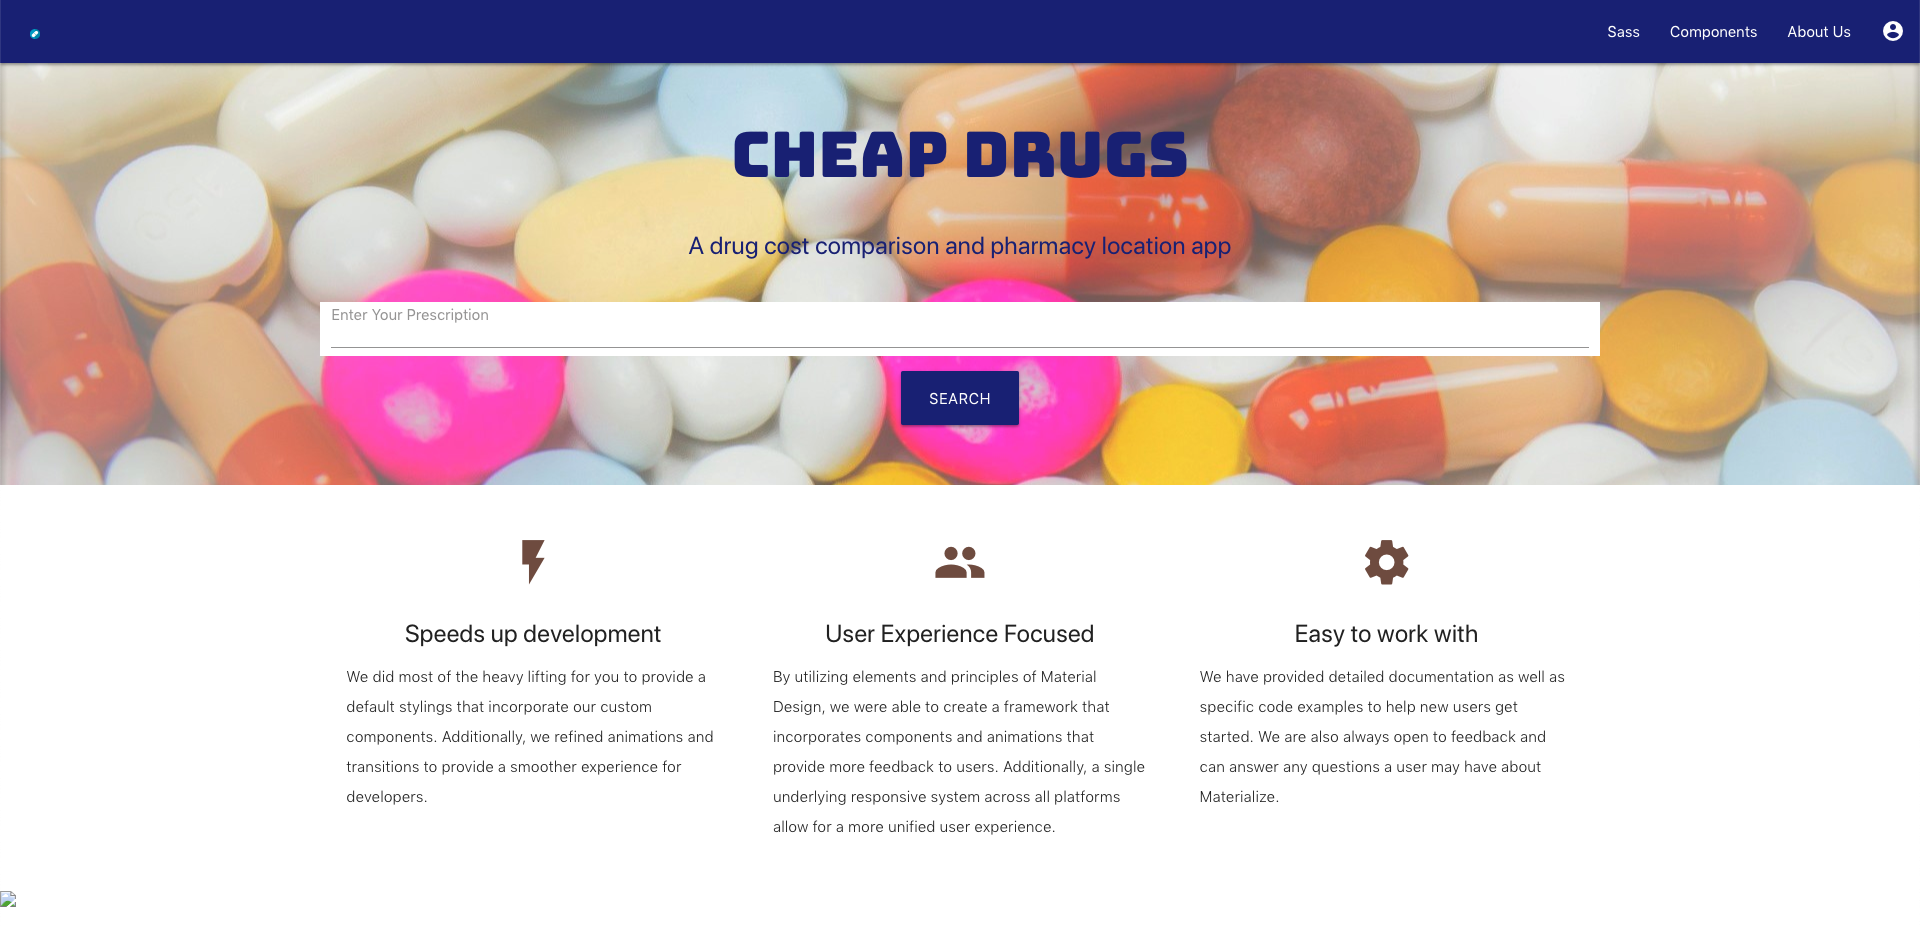 Sass Components About Us
CHEAP DRUGS
A drug cost comparison and pharmacy location app
Enter Your Prescription
SEARCH
Speeds up development
We did most of the heavy lifting for you to provide a
default stylings that incorporate our custom
components. Additionally, we refined animations and
transitions to provide a smoother experience for
developers.
User Experience Focused
By utilizing elements and principles of Material
Design, we were able to create a framework that
incorporates components and animations that
provide more feedback to users. Additionally, a single
underlying responsive system across all platforms
allow for a more unified user experience.
Easy to work with
We have provided detailed documentation as well as
specific code examples to help new users get
started. We are also always open to feedback and
can answer any questions a user may have about
Materialize.